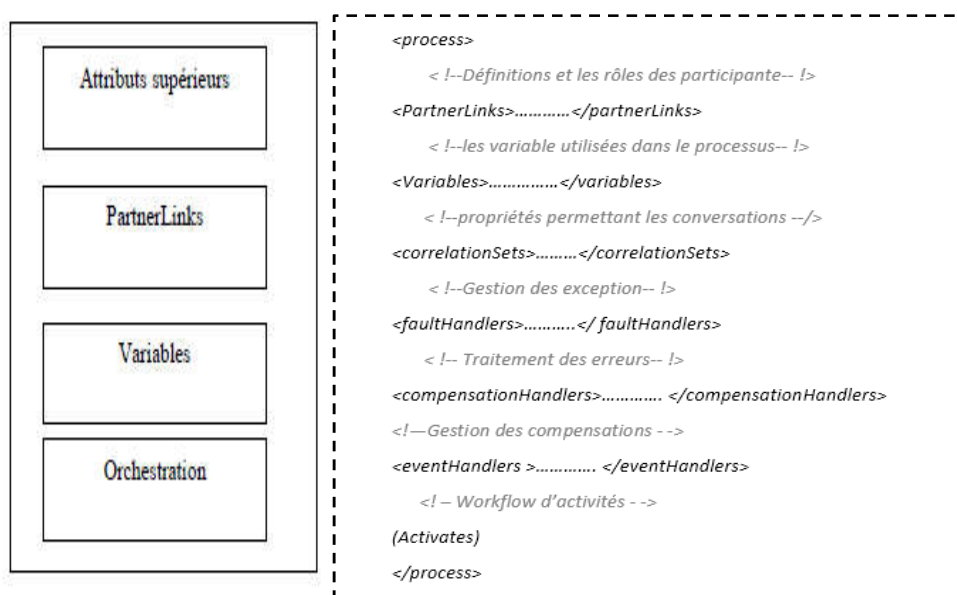 Attributs supérieurs
PartnerLinks
Variables
Orchestration
<process>
< !--Définitions et les rôles des participante-- !>
<PartnerLinks>…………</partnerLinks>
< !--les variable utilisées dans le processus-- !>
<Variables>……………</variables>
< !--propriétés permettant les conversations --/>
<correlationSets>………</correlationSets>
< !--Gestion des exception-- !>
<faultHandlers>………..</ faultHandlers>
< !-- Traitement des erreurs-- !>
<compensationHandlers>…………. </compensationHandlers>
<!—Gestion des compensations - ->
<eventHandlers >…………. </eventHandlers>
<! – Workflow d’activités - ->
(Activates)
</process>